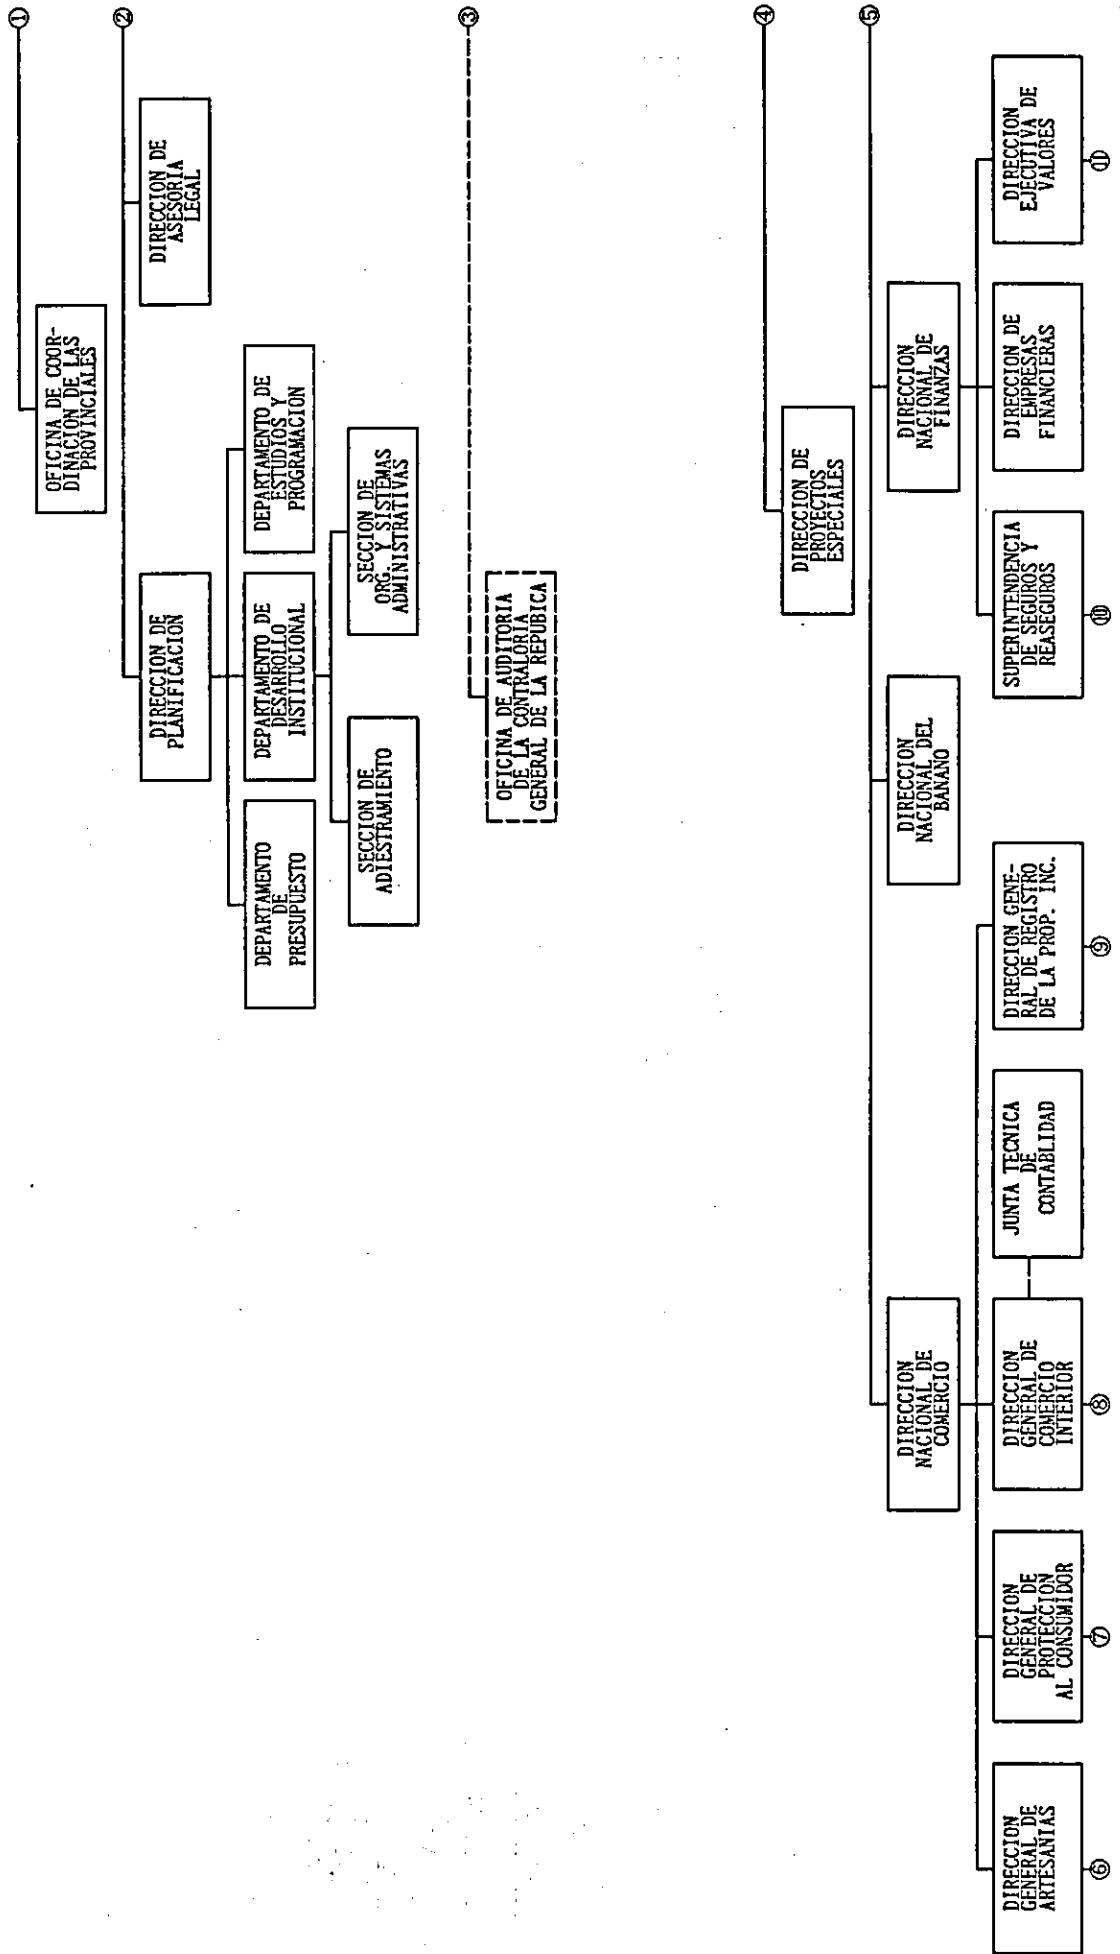 ①
OFICINA DE COOR-
DINACION DE LAS
PROVINCIALES
②
DIRECCION DE
PLANIFICACION
DIRECCION DE
ASESORIA
LEGAL
DEPARTAMENTO
DE
PRESUPUESTO
DEPARTAMENTO DE
DESARROLLO
INSTITUCIONAL
DEPARTAMENTO DE
ESTUDIOS Y
PROGRAMACION
SECCION DE
ADIESTRAMIENTO
SECCION DE
ORG. Y SISTEMAS
ADMINISTRATIVAS
③
OFICINA DE AUDITORIA
DE LA CONTRALORIA
GENERAL DE LA REPUBICA
④
DIRECCION DE
PROYECTOS
ESPECIALES
⑤
DIRECCION
NACIONAL DE
COMERCIO
DIRECCION
NACIONAL DEL
BANANO
DIRECCION
NACIONAL DE
FINANZAS
DIRECCION
GENERAL DE
ARTESANIAS
DIRECCION
GENERAL DE
PROTECCION
AL CONSUMIDOR
DIRECCION
GENERAL DE
COMERCIO
INTERIOR
JUNTA TECNICA
DE
CONTABLIDAD
DIRECCION GENE-
RAL DE REGISTRO
DE LA PROP. INC.
SUPERINTENDENCIA
DE SEGUROS Y
REASEGUROS
DIRECCION DE
EMPRESAS
FINANCIERAS
DIRECCION
EJECUTIVA DE
VALORES
⑥
⑦
⑧
⑨
⑩
⑪